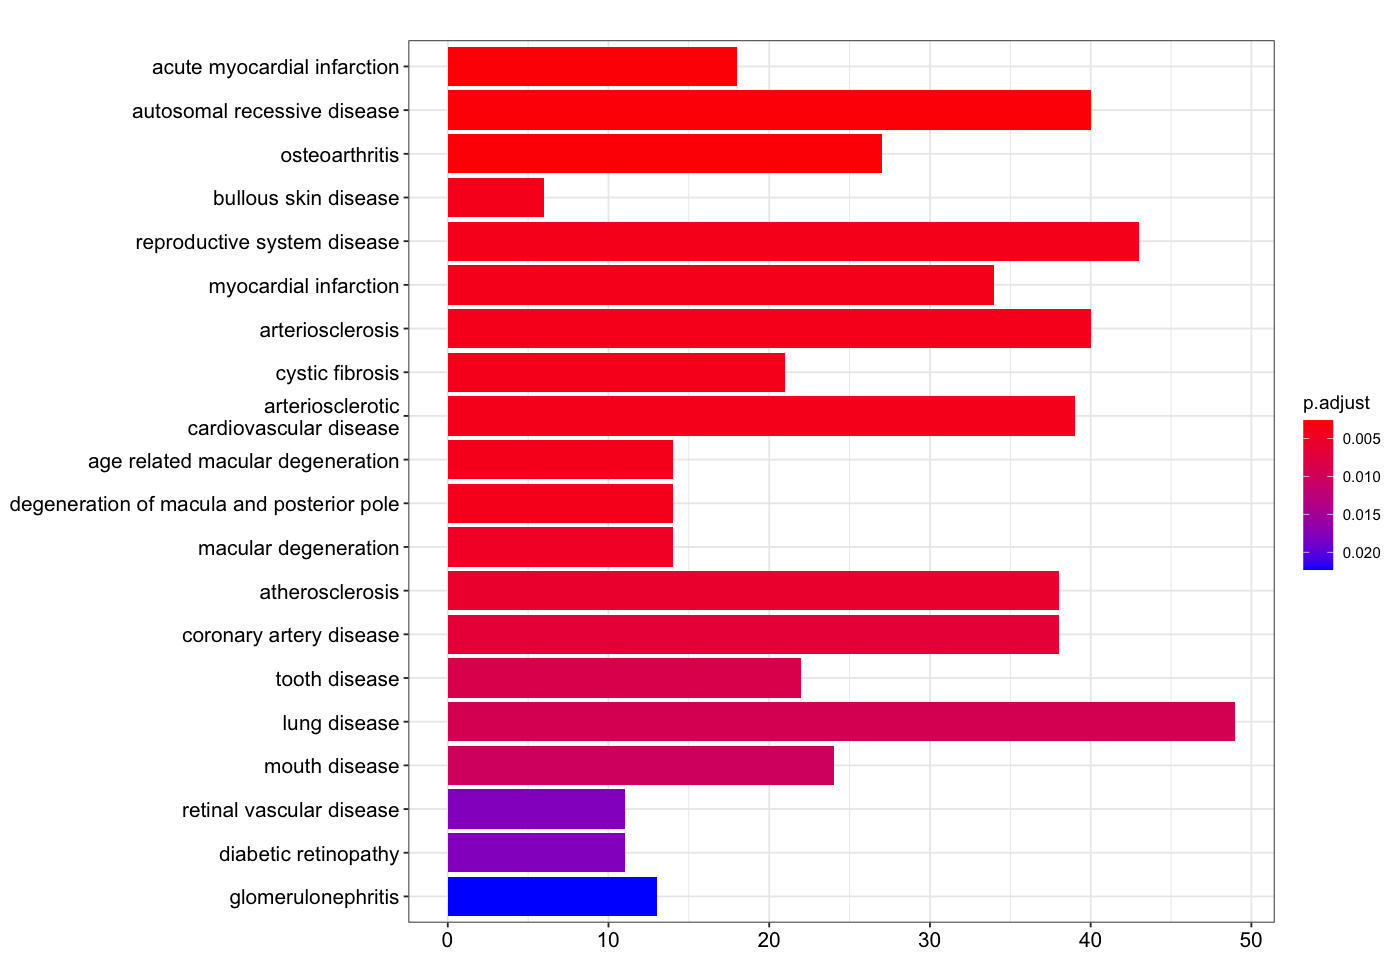 acute myocardial infarction
autosomal recessive disease
osteoarthritis
bullous skin disease
reproductive system disease
myocardial infarction
arteriosclerosis
cystic fibrosis
arteriosclerotic
cardiovascular disease
age related macular degeneration
degeneration of macula and posterior pole
macular degeneration
atherosclerosis
coronary artery disease
tooth disease
lung disease
mouth disease
retinal vascular disease
diabetic retinopathy
glomerulonephritis
0 10 20 30 40 50
p.adjust
0.005
0.010
0.015
0.020